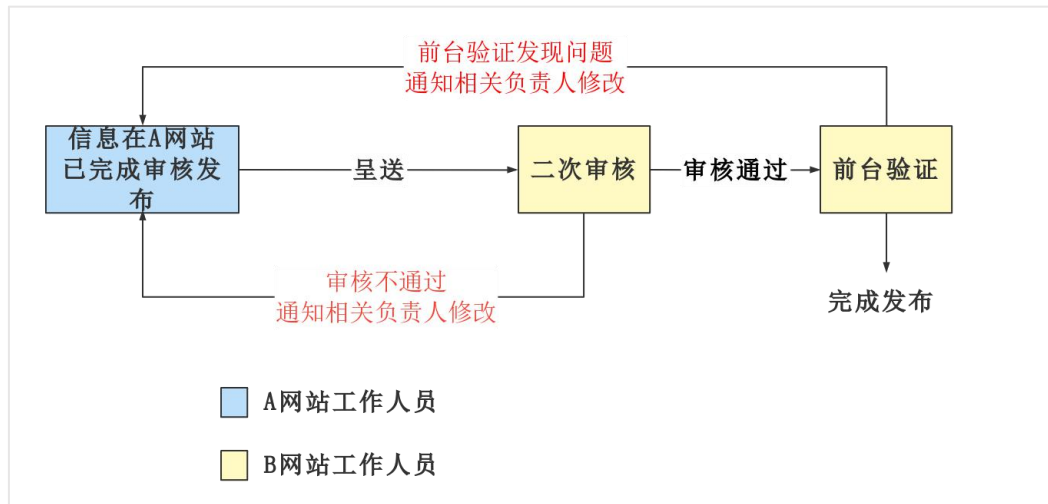 前台验证发现问题
通知相关负责人修改
信息在A网站
已完成审核发
布
呈送
二次审核
审核通过
前台验证
审核不通过
通知相关负责人修改
完成发布
A网站工作人员
B网站工作人员